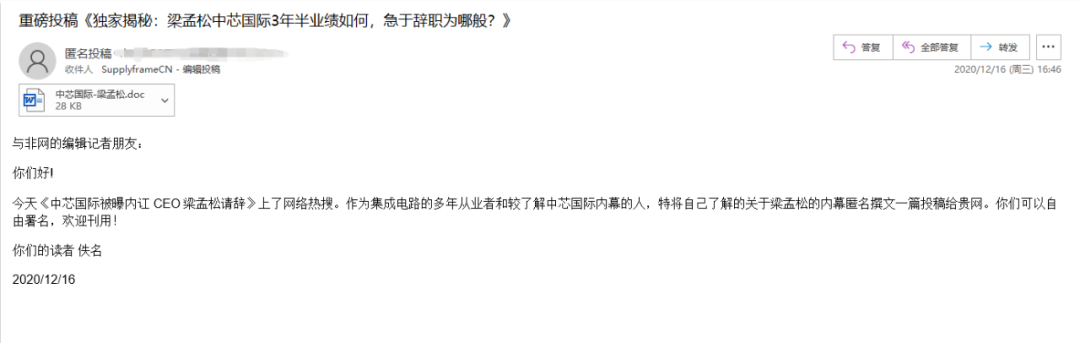 重磅投稿《独家揭秘：梁孟松中芯国际3年半业绩如何，急于辞职为哪般？》
匿名投稿
收件人 SupplyframeCN - 编辑投稿
答复 全部答复 转发 ...
2020/12/16 (周三) 16:46
中芯国际-梁孟松.doc
28 KB
与非网的编辑记者朋友：
你们好!
今天《中芯国际被曝内讧 CEO 梁孟松请辞》上了网络热搜。作为集成电路的多年从业者和较了解中芯国际内幕的人，特将自己了解的关于梁孟松的内幕匿名撰文一篇投稿给贵网。你们可以自
由署名，欢迎刊用！
你们的读者 佚名
2020/12/16